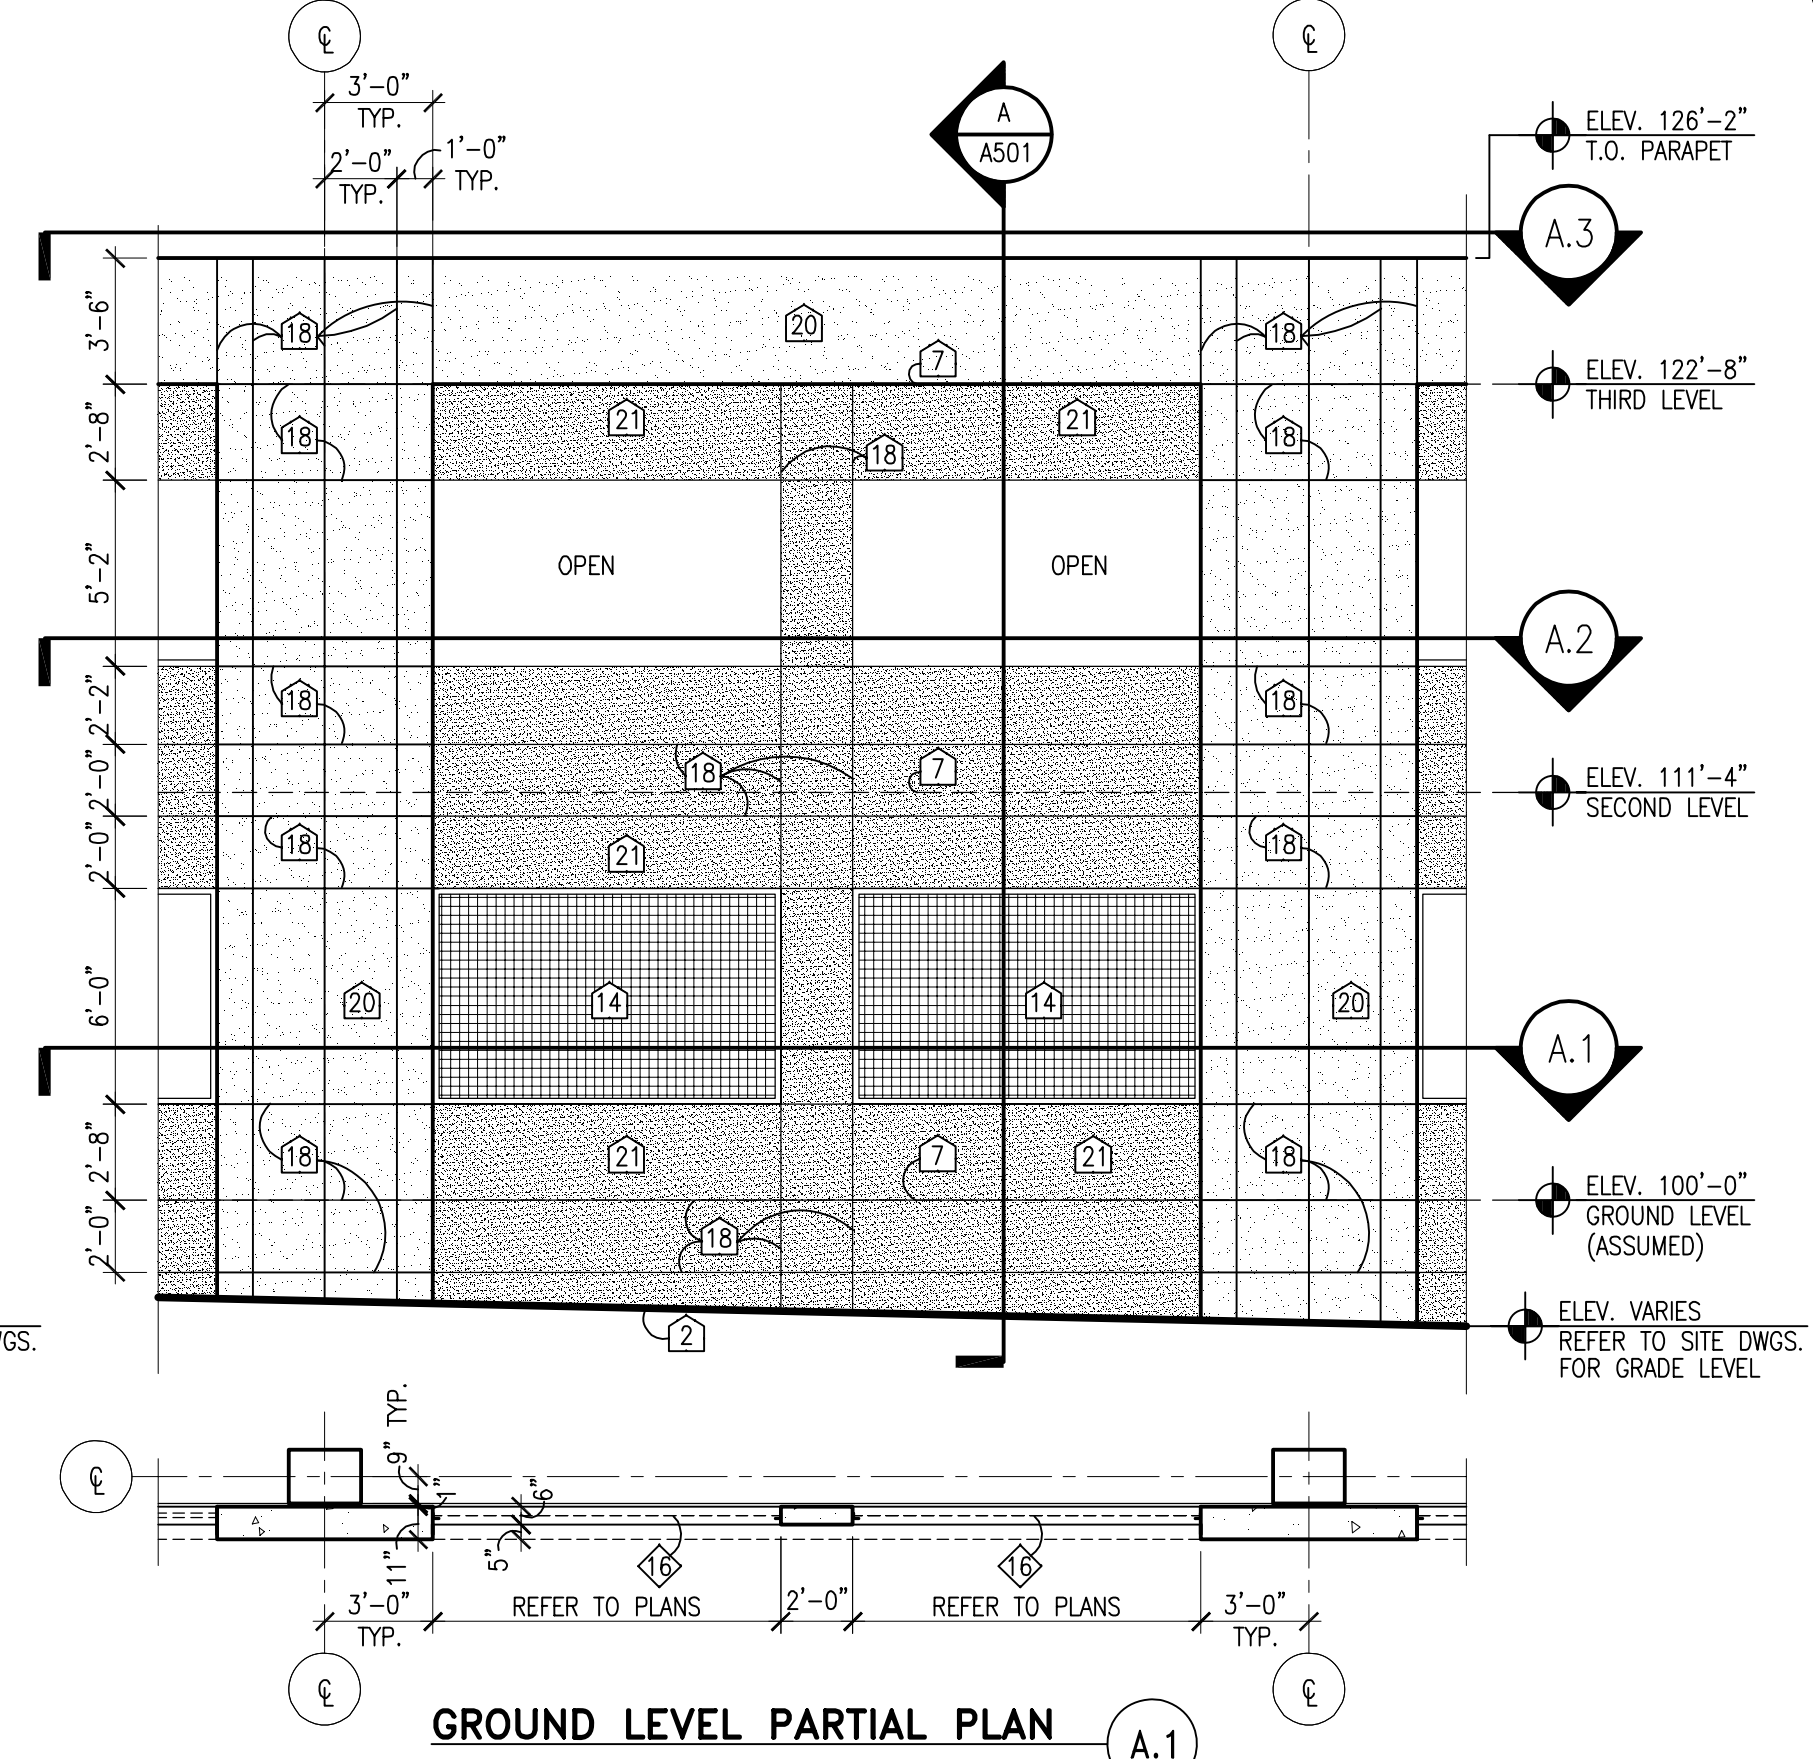 ℄
℄
3'-0"
TYP.
2'-0"
TYP.
1'-0"
TYP.
A
A501
ELEV. 126'-2"
T.O. PARAPET
A.3
3'-6"
18
20
7
18
ELEV. 122'-8"
THIRD LEVEL
2'-8"
18
21
18
21
18
5'-2"
OPEN
OPEN
A.2
2'-2"
18
18
2'-0"
18
7
ELEV. 111'-4"
SECOND LEVEL
2'-0"
18
21
18
6'-0"
20
14
14
20
A.1
2'-8"
18
21
7
21
18
ELEV. 100'-0"
GROUND LEVEL
(ASSUMED)
2'-0"
18
2
ELEV. VARIES
REFER TO SITE DWGS.
FOR GRADE LEVEL
WGS.
℄
9" TYP.
1"
6"
11"
5"
16
16
3'-0"
TYP.
REFER TO PLANS
2'-0"
REFER TO PLANS
3'-0"
TYP.
℄
℄
GROUND LEVEL PARTIAL PLAN
A.1